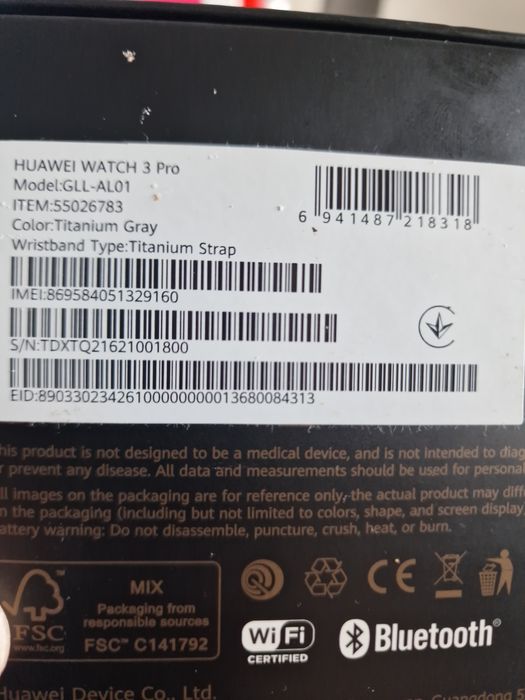 HUAWEI WATCH 3 Pro
Model:GLL-AL01
ITEM:55026783
Color:Titanium Gray
Wristband Type:Titanium Strap
6 941487 218318
IMEI:869584051329160
S/N:TDXTQ21621001800
EID:89033023426100000000013680084313
his product is not designed to be a medical device, and is not intended to diag
r prevent any disease. All data and measurements should be used for personal
ll images on the packaging are for reference only, the actual product may diff
n the packaging (including but not limited to colors, shape, and screen display
attery warning: Do not disassemble, puncture, crush, heat, or burn.
FSC
www.fsc.org
MIX
Packaging from
responsible sources
FSC™ C141792
CE
Wi Fi
CERTIFIED
Bluetooth®
Huawei Device Co., Ltd.